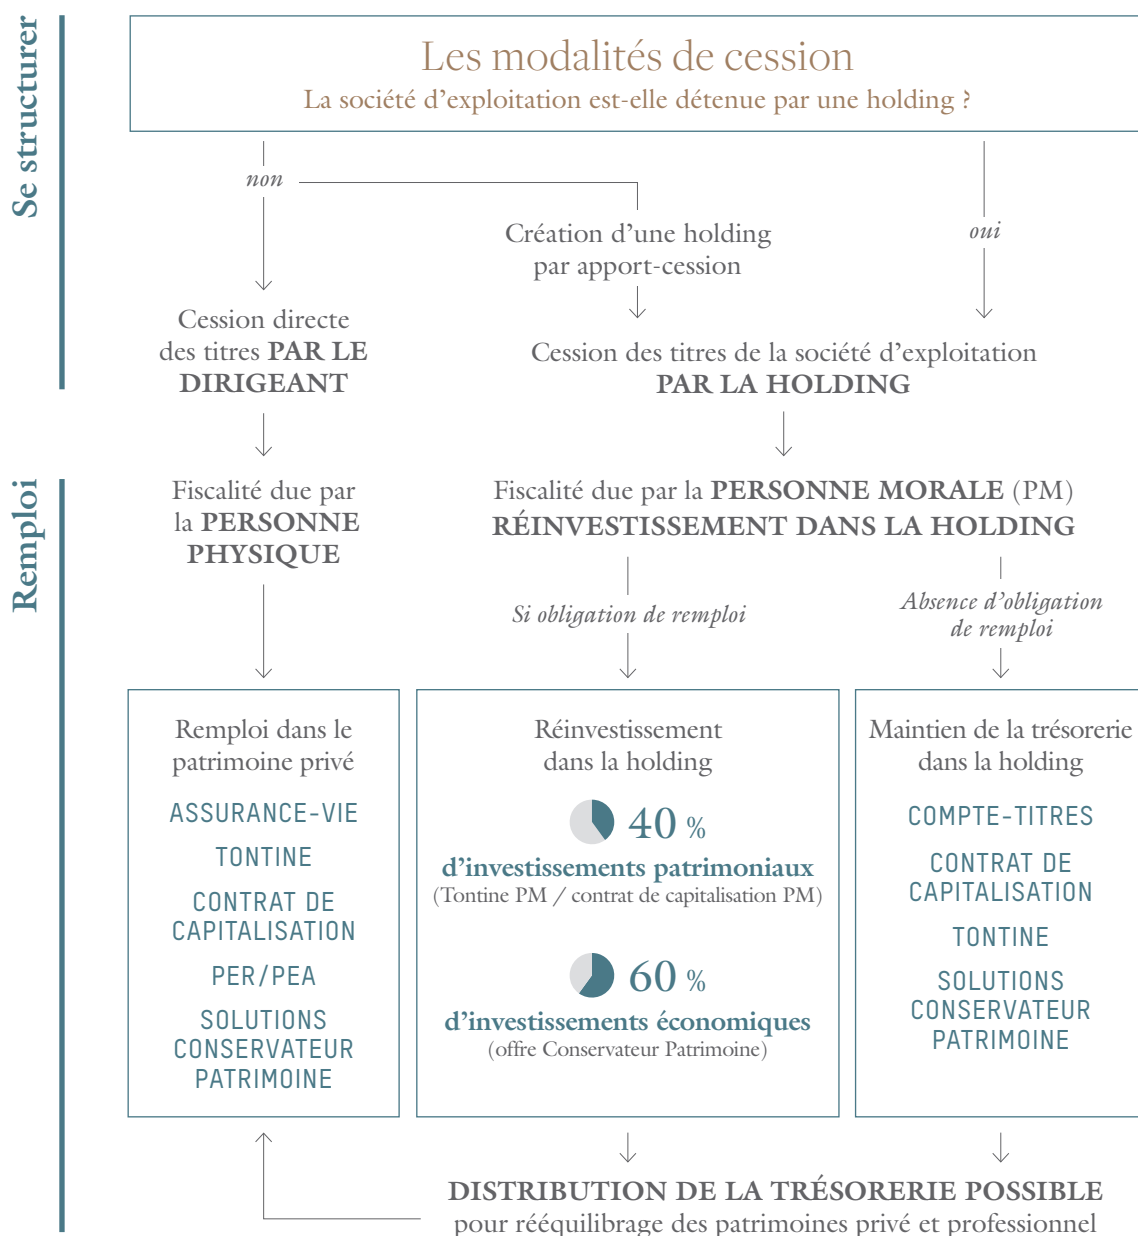 Se structurer
Les modalités de cession
La société d’exploitation est-elle détenue par une holding ?
non
oui
Création d’une holding
par apport-cession
Cession directe
des titres PAR LE
DIRIGEANT
Cession des titres de la société d’exploitation
PAR LA HOLDING
Remploi
Fiscalité due par
la PERSONNE
PHYSIQUE
Fiscalité due par la PERSONNE MORALE (PM)
RÉINVESTISSEMENT DANS LA HOLDING
Si obligation de remploi
Absence d’obligation
de remploi
Remploi dans le
patrimoine privé
ASSURANCE-VIE
TONTINE
CONTRAT DE
CAPITALISATION
PER/PEA
SOLUTIONS
CONSERVATEUR
PATRIMOINE
Réinvestissement
dans la holding
40 %
d’investissements patrimoniaux
(Tontine PM / contrat de capitalisation PM)
60 %
d’investissements économiques
(offre Conservateur Patrimoine)
Maintien de la trésorerie
dans la holding
COMPTE-TITRES
CONTRAT DE
CAPITALISATION
TONTINE
SOLUTIONS
CONSERVATEUR
PATRIMOINE
DISTRIBUTION DE LA TRÉSORERIE POSSIBLE
pour rééquilibrage des patrimoines privé et professionnel